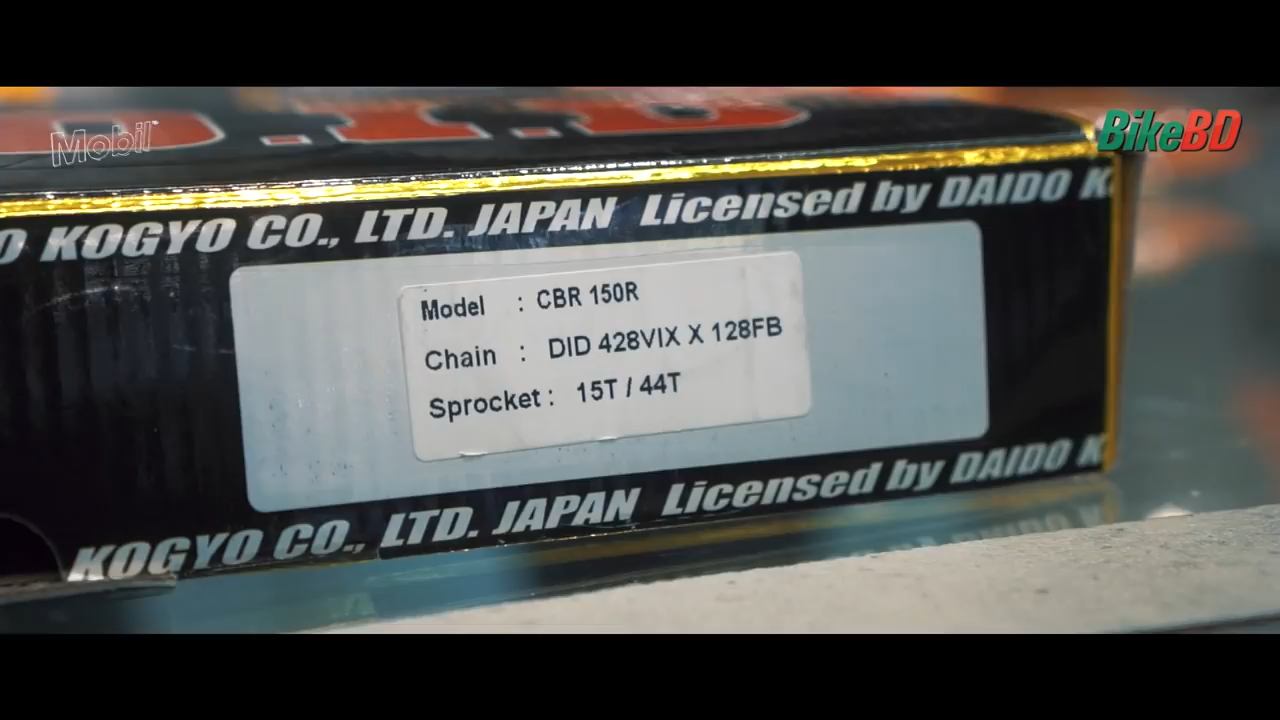 D.I.D
Mobil
BikeBD
O KOGYO CO., LTD. JAPAN Licensed by DAIDO K
Model : CBR 150R
Chain : DID 428VIX X 128FB
Sprocket : 15T / 44T
KOGYO CO., LTD. JAPAN Licensed by DAIDO K